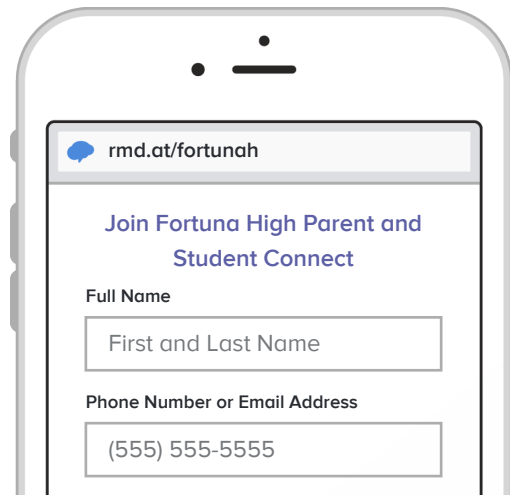 rmd.at/fortunah
Join Fortuna High Parent and
Student Connect
Full Name
First and Last Name
Phone Number or Email Address
(555) 555-5555